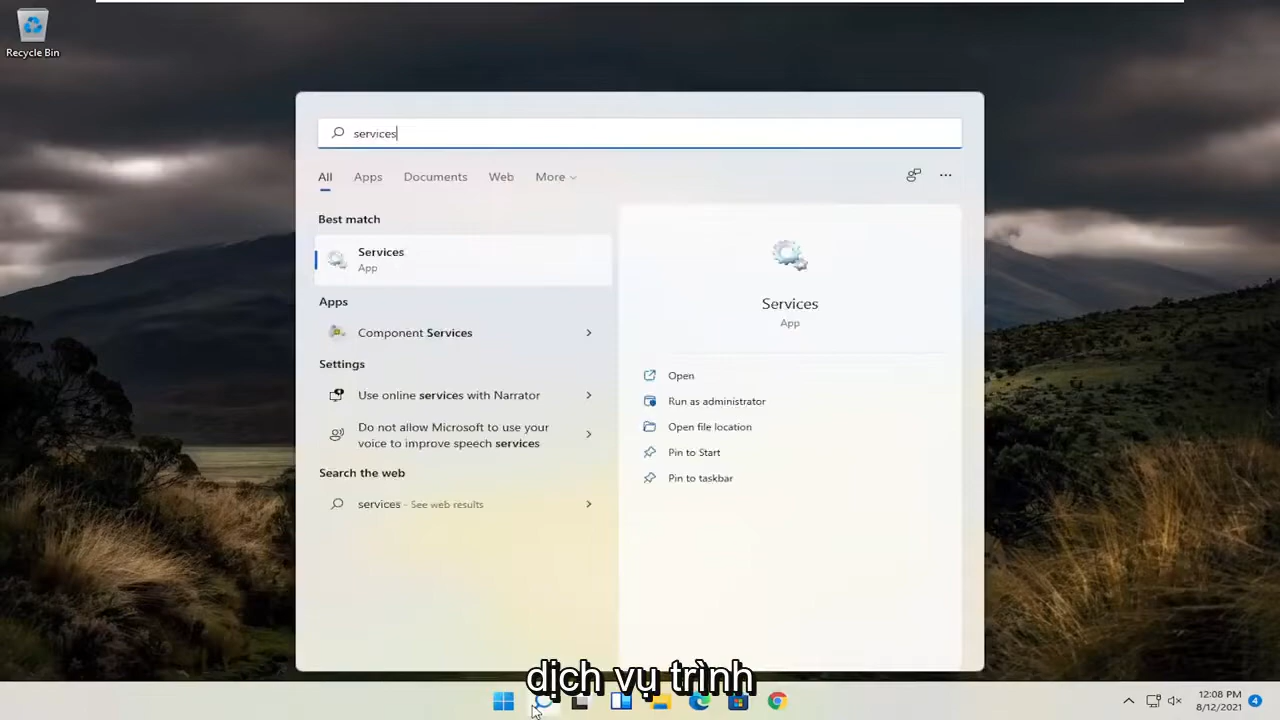 Recycle Bin
services
All Apps Documents Web More
Best match
Services
App
Apps
Component Services
Settings
Use online services with Narrator
Do not allow Microsoft to use your
voice to improve speech services
Search the web
services - See web results
Services
App
Open
Run as administrator
Open file location
Pin to Start
Pin to taskbar
dịch vụ trình
12:08 PM
8/12/2021
4